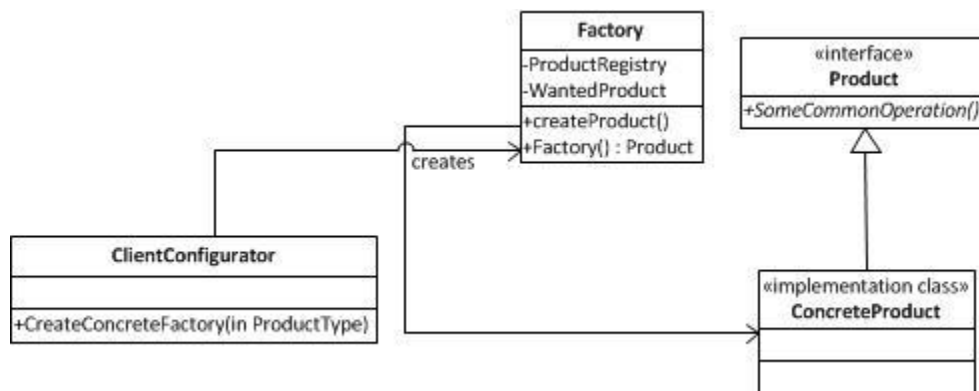 Factory
-ProductRegistry
-WantedProduct
+createProduct()
+Factory() : Product
«interface»
Product
+SomeCommonOperation()
creates
ClientConfigurator
+CreateConcreteFactory(in ProductType)
«implementation class»
ConcreteProduct